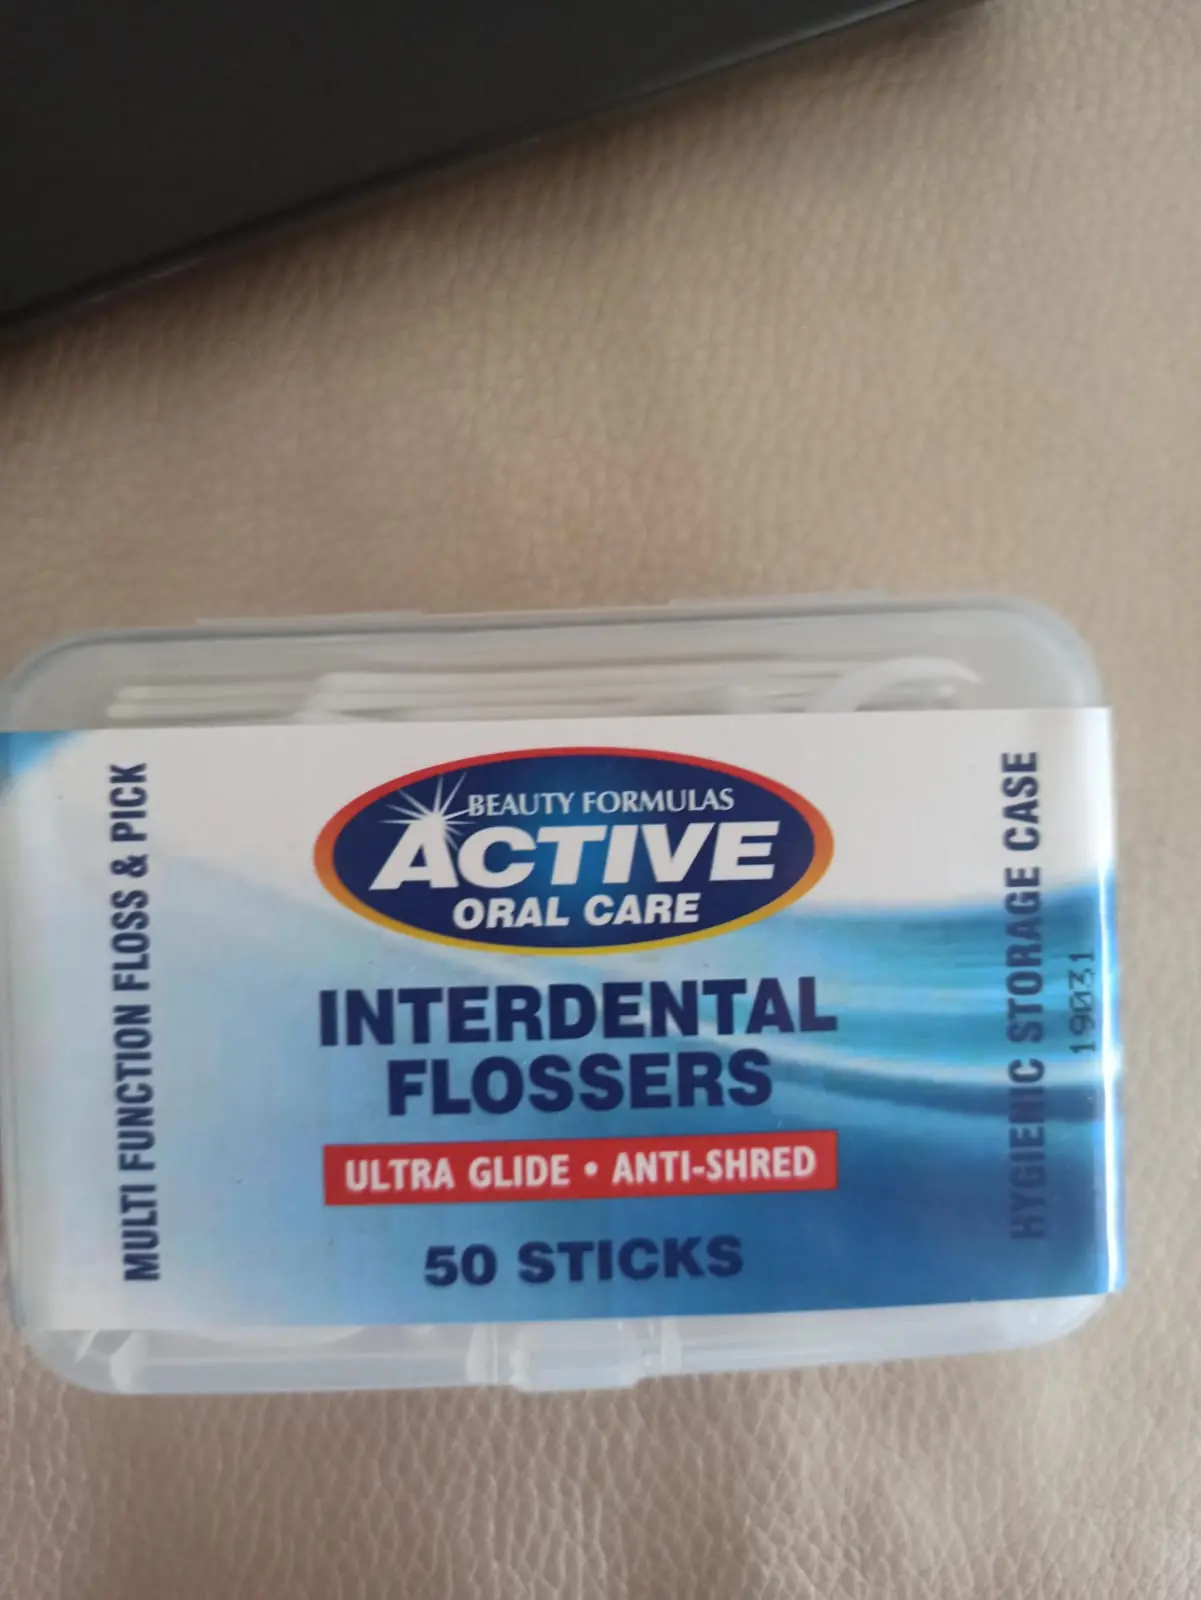 MULTI FUNCTION FLOSS & PICK
BEAUTY FORMULAS
ACTIVE
ORAL CARE
INTERDENTAL
FLOSSERS
ULTRA GLIDE • ANTI-SHRED
50 STICKS
HYGIENIC STORAGE CASE
19031